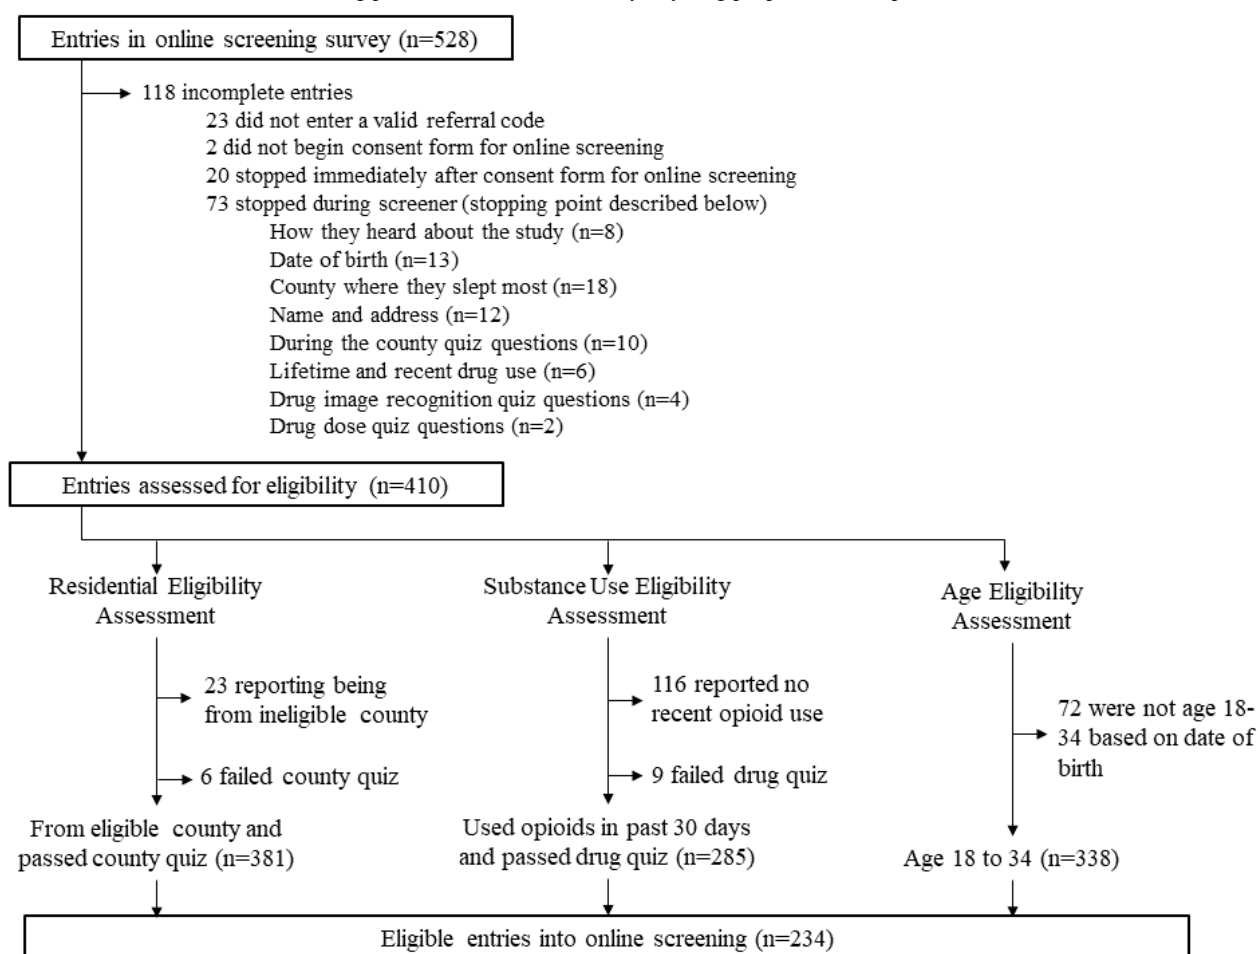 Entries in online screening survey (n=528)
118 incomplete entries
23 did not enter a valid referral code
2 did not begin consent form for online screening
20 stopped immediately after consent form for online screening
73 stopped during screener (stopping point described below)
How they heard about the study (n=8)
Date of birth (n=13)
County where they slept most (n=18)
Name and address (n=12)
During the county quiz questions (n=10)
Lifetime and recent drug use (n=6)
Drug image recognition quiz questions (n=4)
Drug dose quiz questions (n=2)
Entries assessed for eligibility (n=410)
Residential Eligibility
Assessment
23 reporting being
from ineligible county
6 failed county quiz
From eligible county and
passed county quiz (n=381)
Substance Use Eligibility
Assessment
116 reported no
recent opioid use
9 failed drug quiz
Used opioids in past 30 days
and passed drug quiz (n=285)
Age Eligibility
Assessment
72 were not age 18-
34 based on date of
birth
Age 18 to 34 (n=338)
Eligible entries into online screening (n=234)